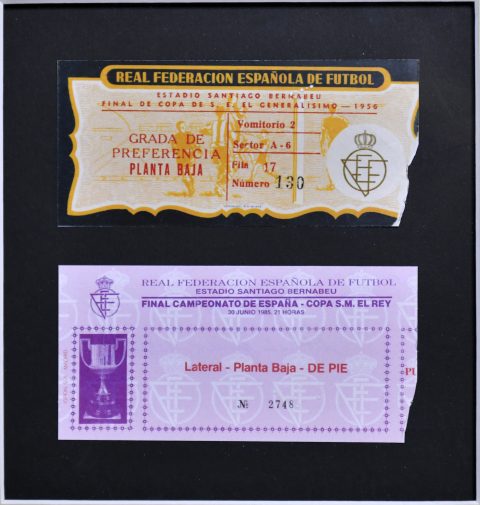 REAL FEDERACION ESPAÑOLA DE FUTBOL
ESTADIO SANTIAGO BERNABEU
FINAL DE COPA DE S. E. EL GENERALISIMO — 1956
GRADA DE
PREFERENCIA
PLANTA BAJA
Vomitorio 2
Sector A-6
Fila 17
Número 130
REAL FEDERACION ESPAÑOLA DE FUTBOL
ESTADIO SANTIAGO BERNABEU
FINAL CAMPEONATO DE ESPAÑA - COPA S.M. EL REY
30 JUNIO 1985, 21 HORAS
Lateral - Planta Baja - DE PIE
№ 2748